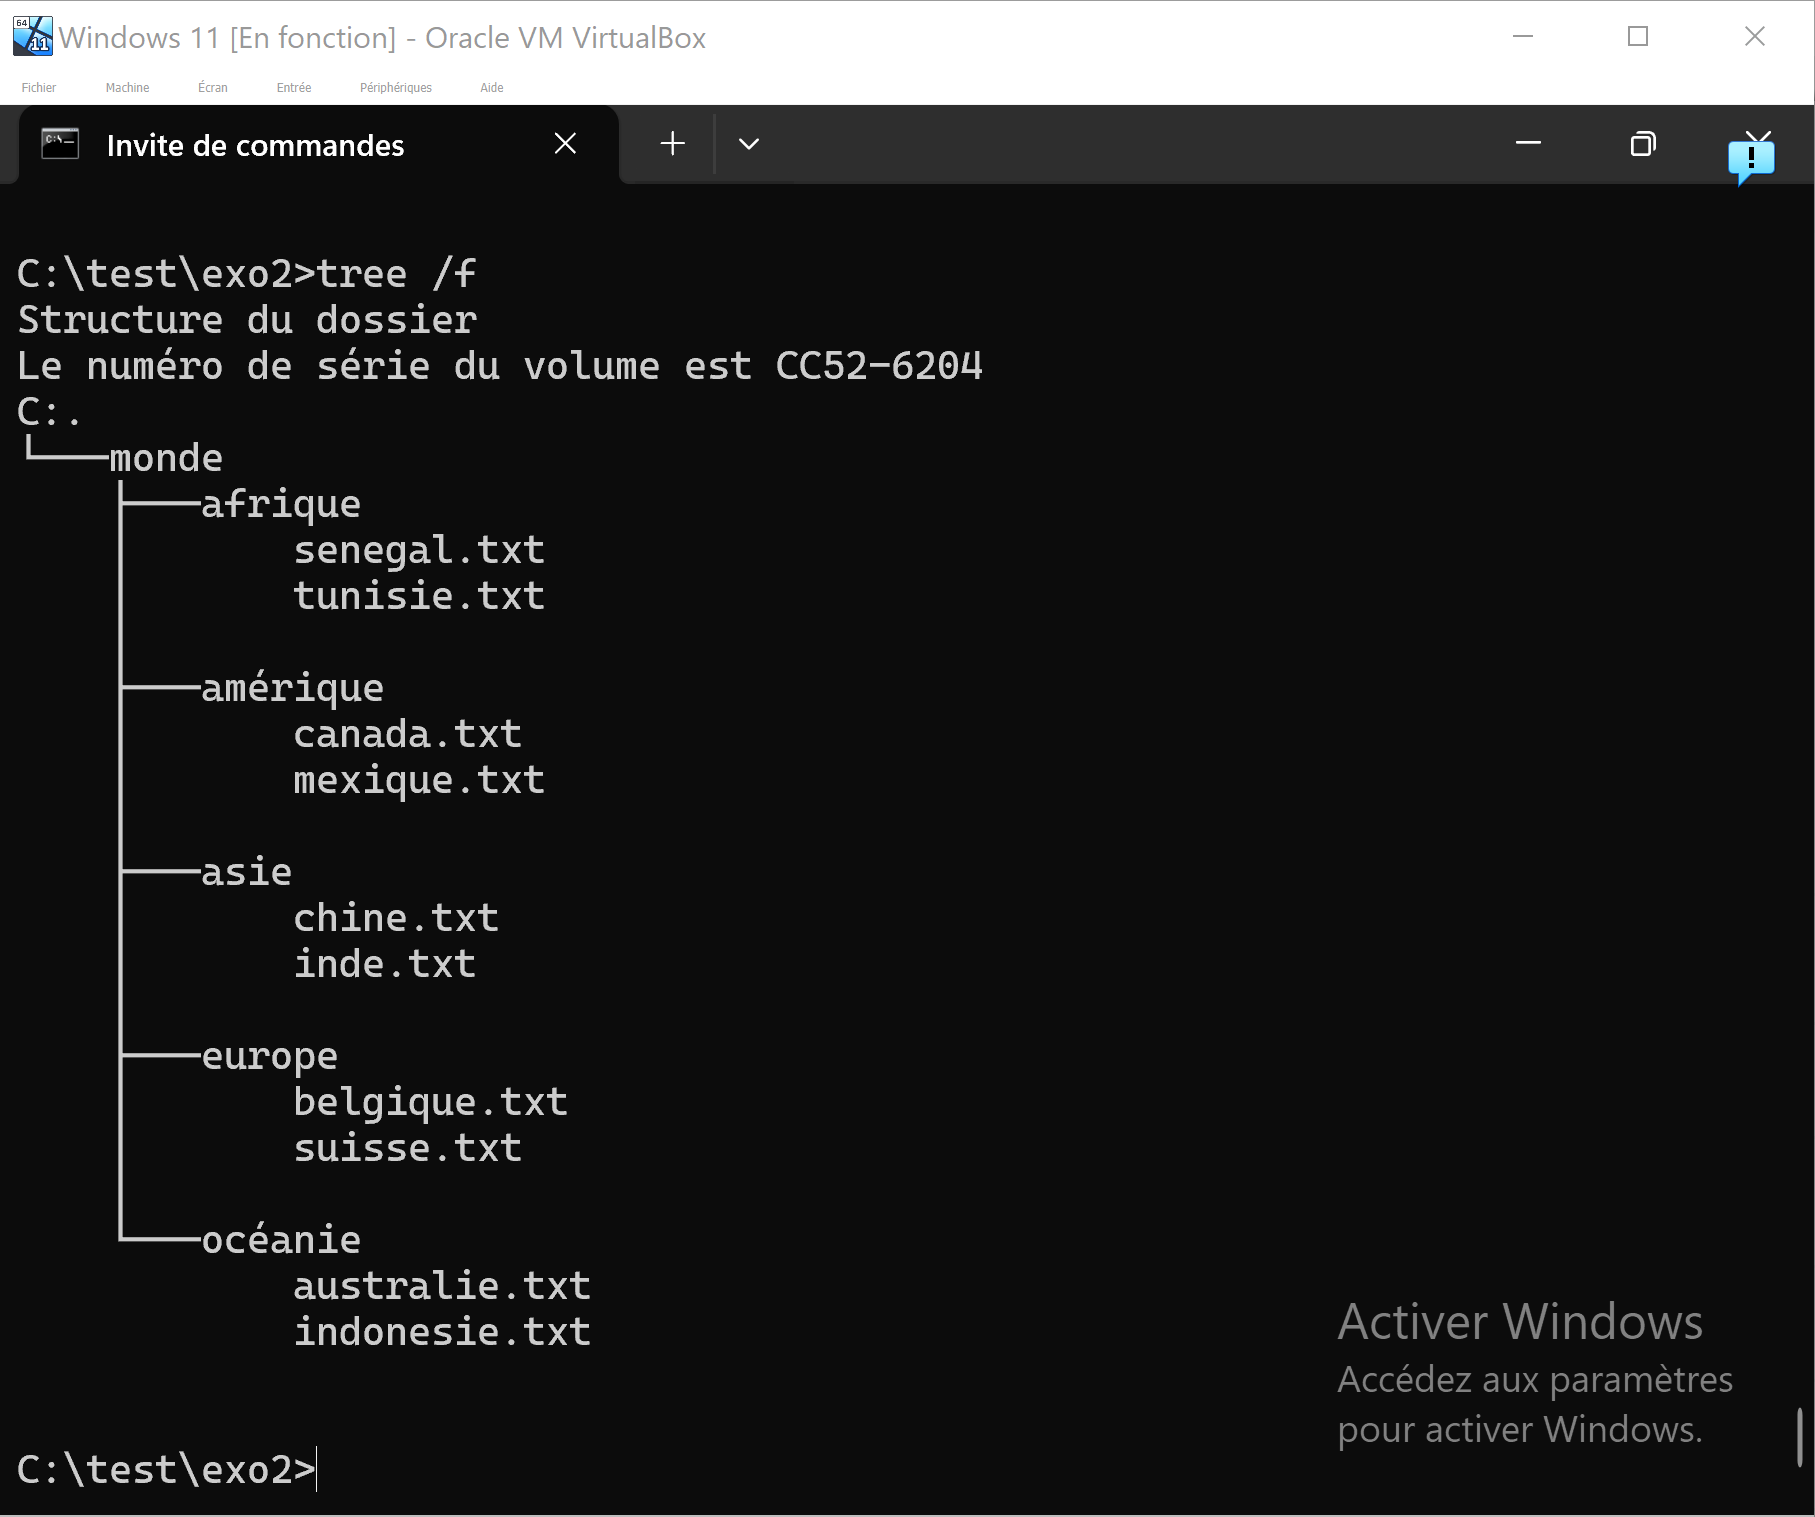 64
11
Windows 11 [En fonction] - Oracle VM VirtualBox
Fichier Machine Écran Entrée Périphériques Aide
C:\ Invite de commandes
C:\test\exo2>tree /f
Structure du dossier
Le numéro de série du volume est CC52-6204
C:.
└───monde
├───afrique
senegal.txt
tunisie.txt
├───amérique
canada.txt
mexique.txt
├───asie
chine.txt
inde.txt
├───europe
belgique.txt
suisse.txt
└───océanie
australie.txt
indonesie.txt
Activer Windows
Accédez aux paramètres
pour activer Windows.
C:\test\exo2>